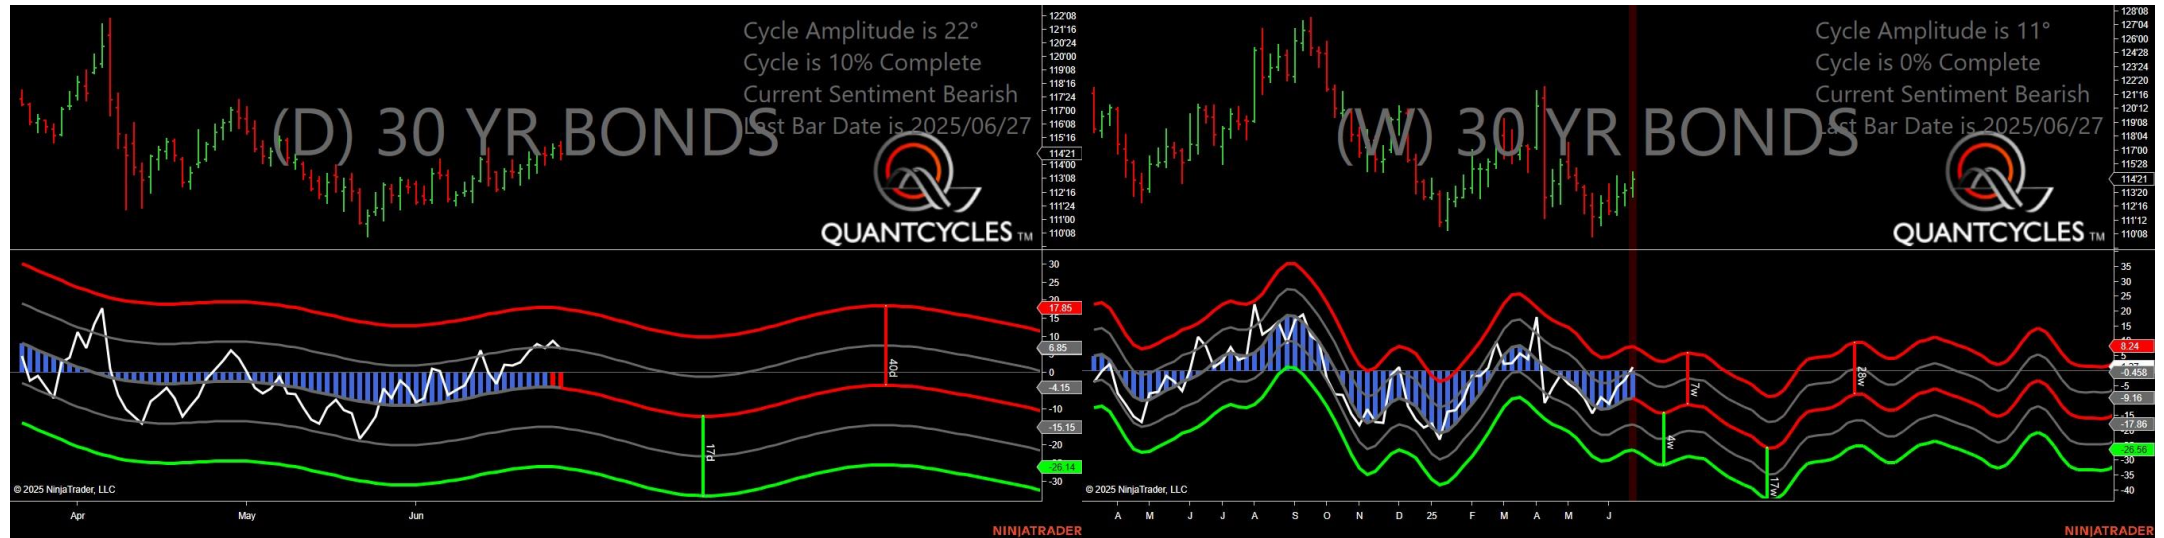 Cycle Amplitude is 22°
Cycle is 10% Complete
Current Sentiment Bearish
Last Bar Date is 2025/06/27
(D) 30 YR BONDS
QUANTCYCLES TM
122'08
121'16
120'24
120'00
119'08
118'16
117'24
117'00
116'08
115'16
114'21
114'00
113'08
112'16
111'24
111'00
110'08
30
25
20
17.85
15
6.85
0
-4.15
-10
-15.15
-20
-26.14
-30
40d
17d
© 2025 NinjaTrader, LLC
Apr
May
Jun
NINJATRADER
Cycle Amplitude is 11°
Cycle is 0% Complete
Current Sentiment Bearish
Last Bar Date is 2025/06/27
(W) 30 YR BONDS
QUANTCYCLES TM
128'08
127'04
126'00
124'28
123'24
122'20
121'16
120'12
119'08
118'04
117'00
115'28
114'21
113'20
112'16
111'12
110'08
35
30
25
20
15
10
8.24
5
-0.458
-5
-9.16
-15
-17.86
-26.56
-30
-35
-40
7w
4w
28w
17w
© 2025 NinjaTrader, LLC
A M J J A S O N D 25 F M A M J
NINJATRADER